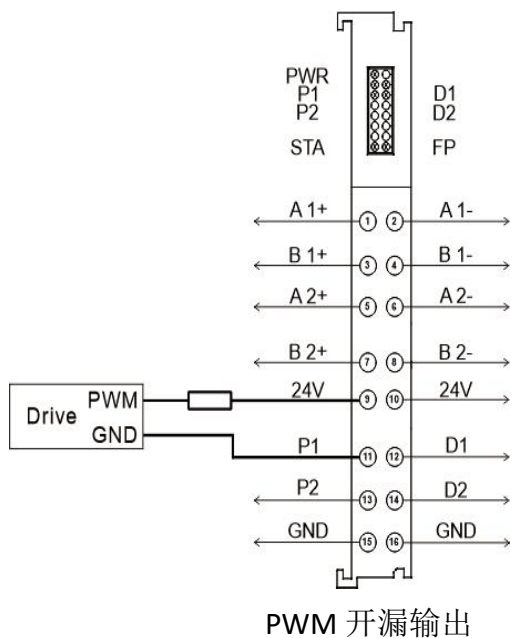 PWR
P1 D1
P2 D2
STA FP
A 1+ 1 2 A 1-
B 1+ 3 4 B 1-
A 2+ 5 6 A 2-
B 2+ 7 8 B 2-
PWM 24V 9 10 24V
Drive
GND P1 11 12 D1
P2 13 14 D2
GND 15 16 GND
PWM 开漏输出